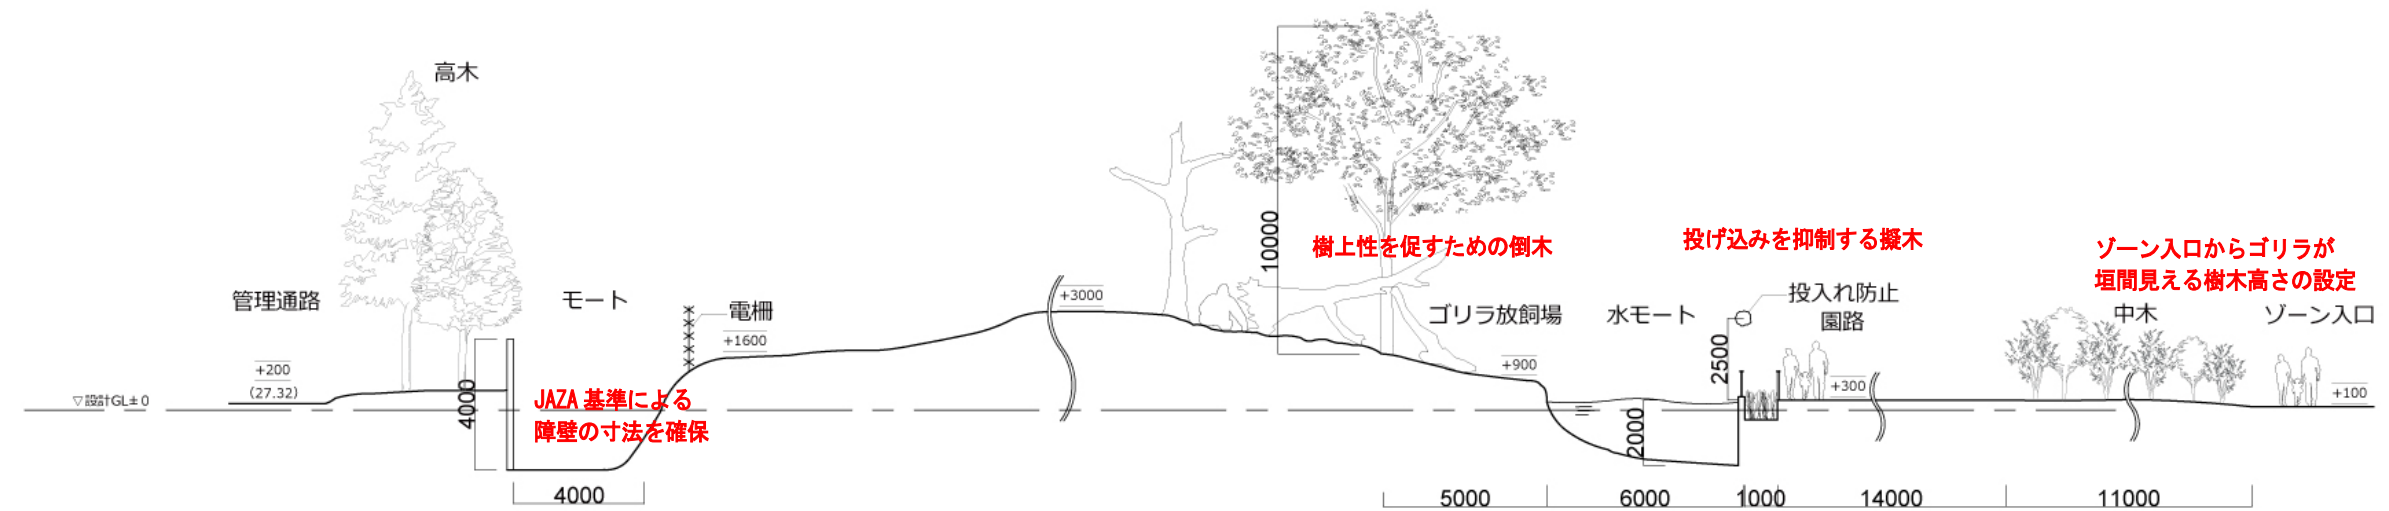 高木
管理通路
モート
電柵
+1600
+200
(27.32)
▽設計GL±0
4000
JAZA 基準による
障壁の寸法を確保
4000
+3000
10000
樹上性を促すための倒木
ゴリラ放飼場
+900
水モート
2000
投げ込みを抑制する擬木
投入れ防止
園路
2500
+300
ゾーン入口からゴリラが
垣間見える樹木高さの設定
中木
ゾーン入口
+100
5000
6000
1000
14000
11000